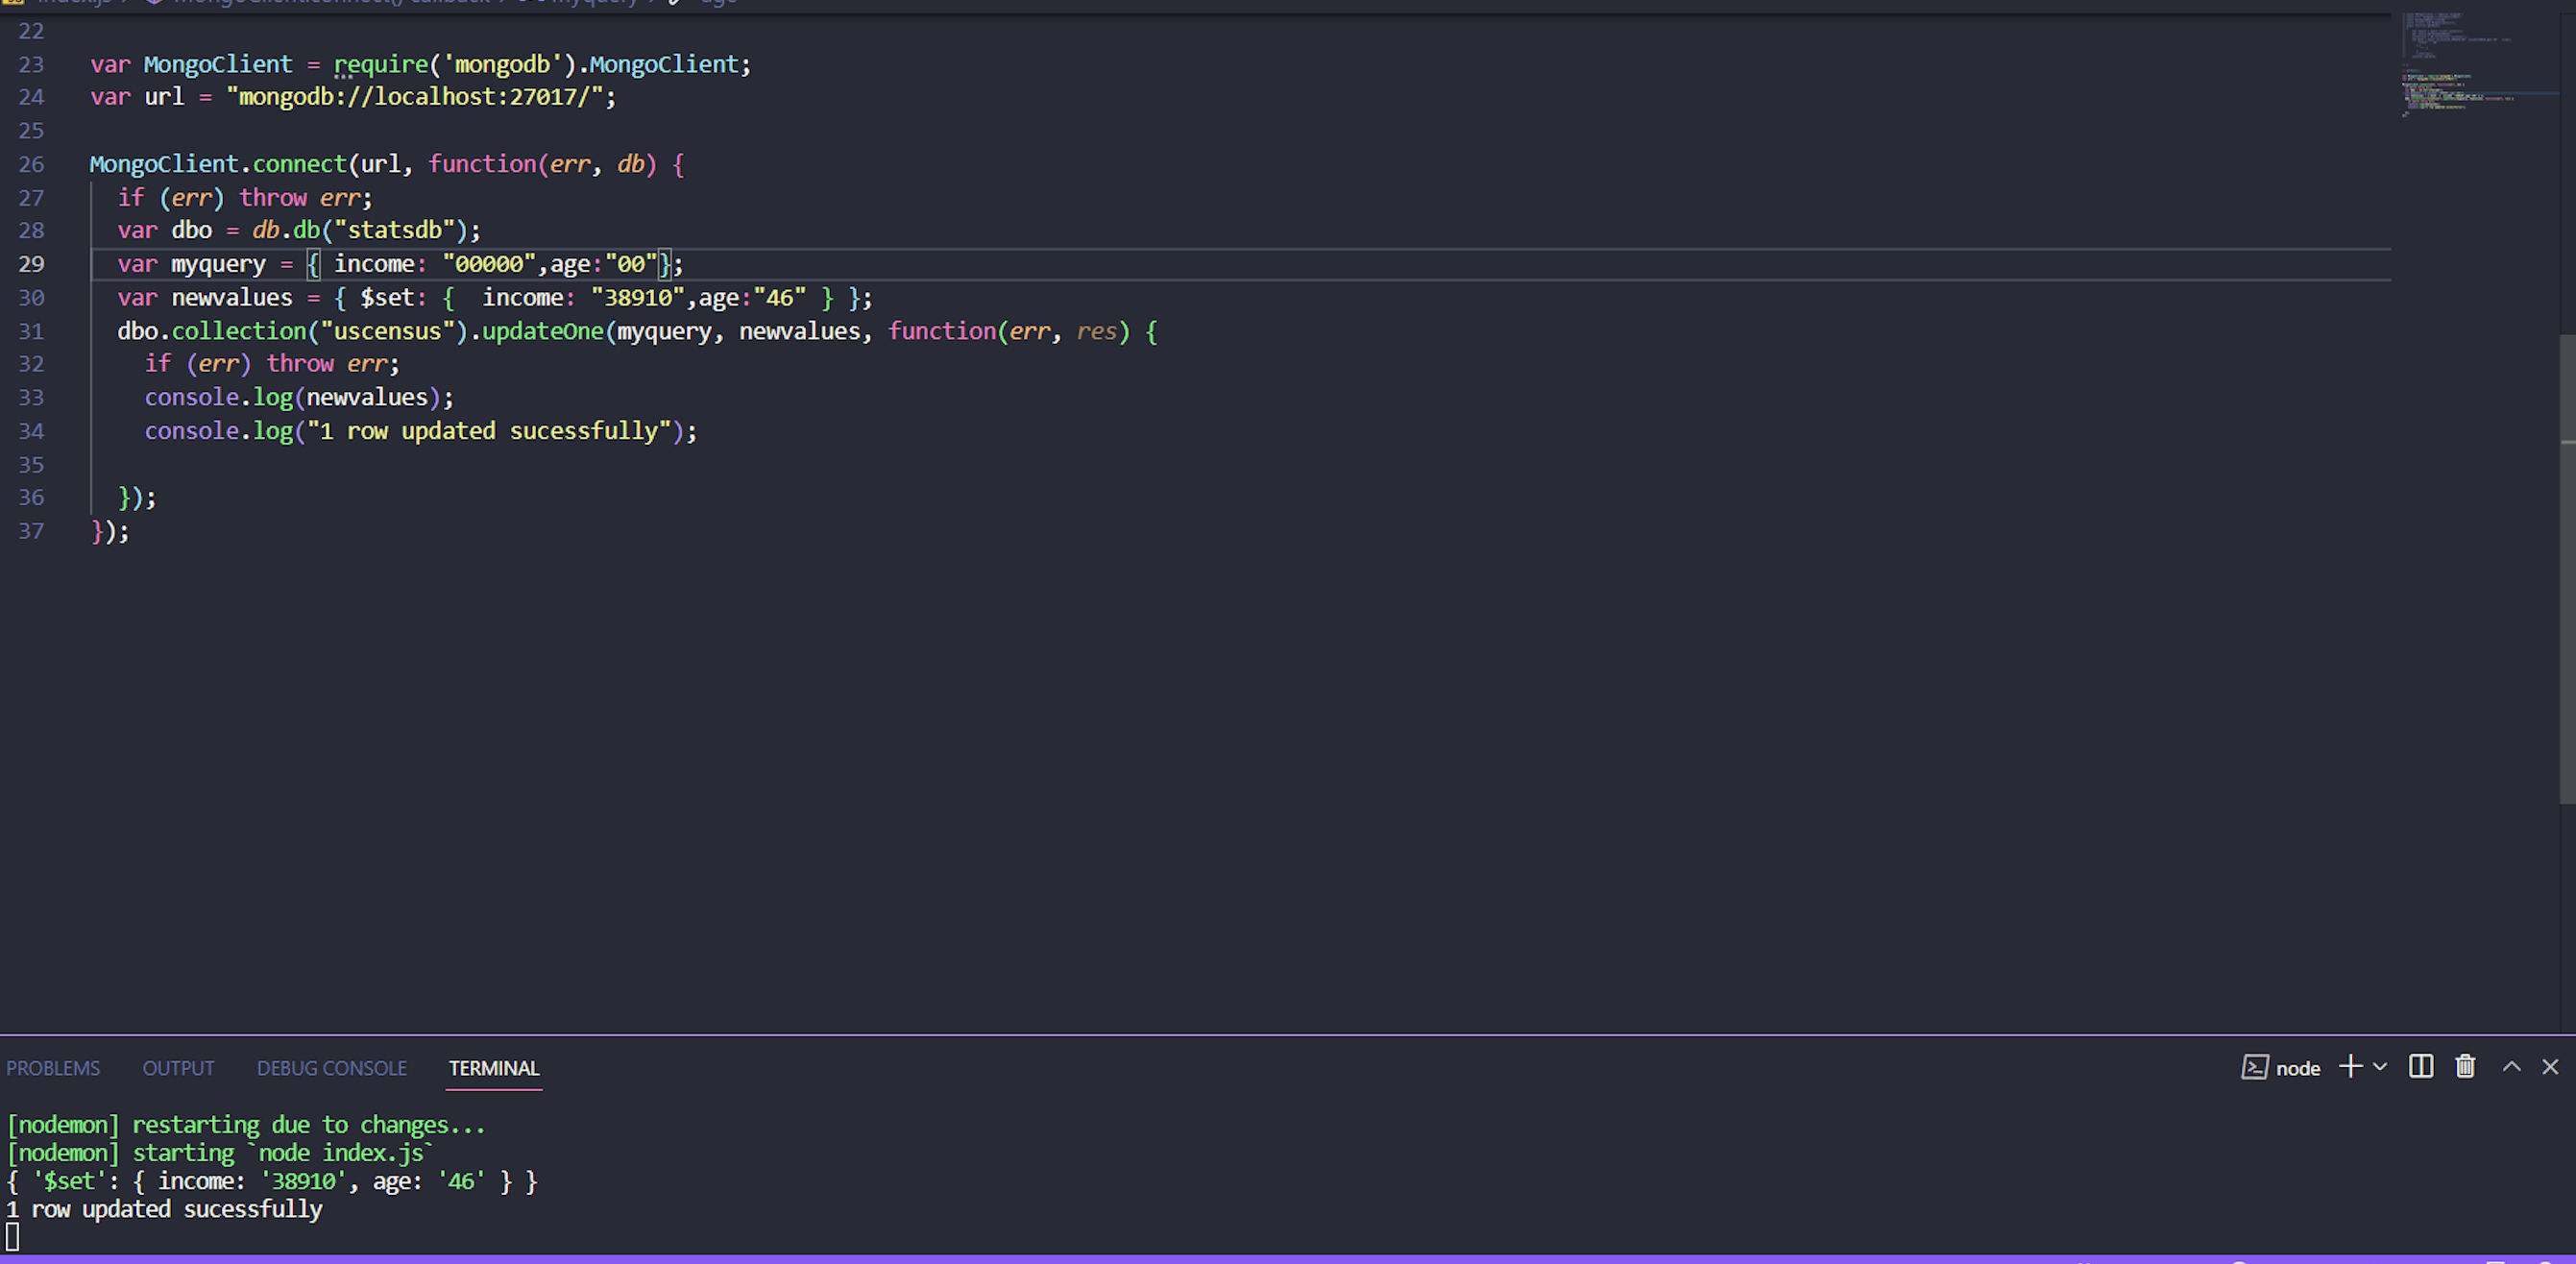 22
23 var MongoClient = require('mongodb').MongoClient;
24 var url = "mongodb://localhost:27017/";
25
26 MongoClient.connect(url, function(err, db) {
27 if (err) throw err;
28 var dbo = db.db("statsdb");
29 var myquery = { income: "00000",age:"00"};
30 var newvalues = { $set: {  income: "38910",age:"46" } };
31 dbo.collection("uscensus").updateOne(myquery, newvalues, function(err, res) {
32 if (err) throw err;
33 console.log(newvalues);
34 console.log("1 row updated sucessfully");
35
36 });
37 });
PROBLEMS OUTPUT DEBUG CONSOLE TERMINAL node
[nodemon] restarting due to changes...
[nodemon] starting `node index.js`
{ '$set': { income: '38910', age: '46' } }
1 row updated sucessfully